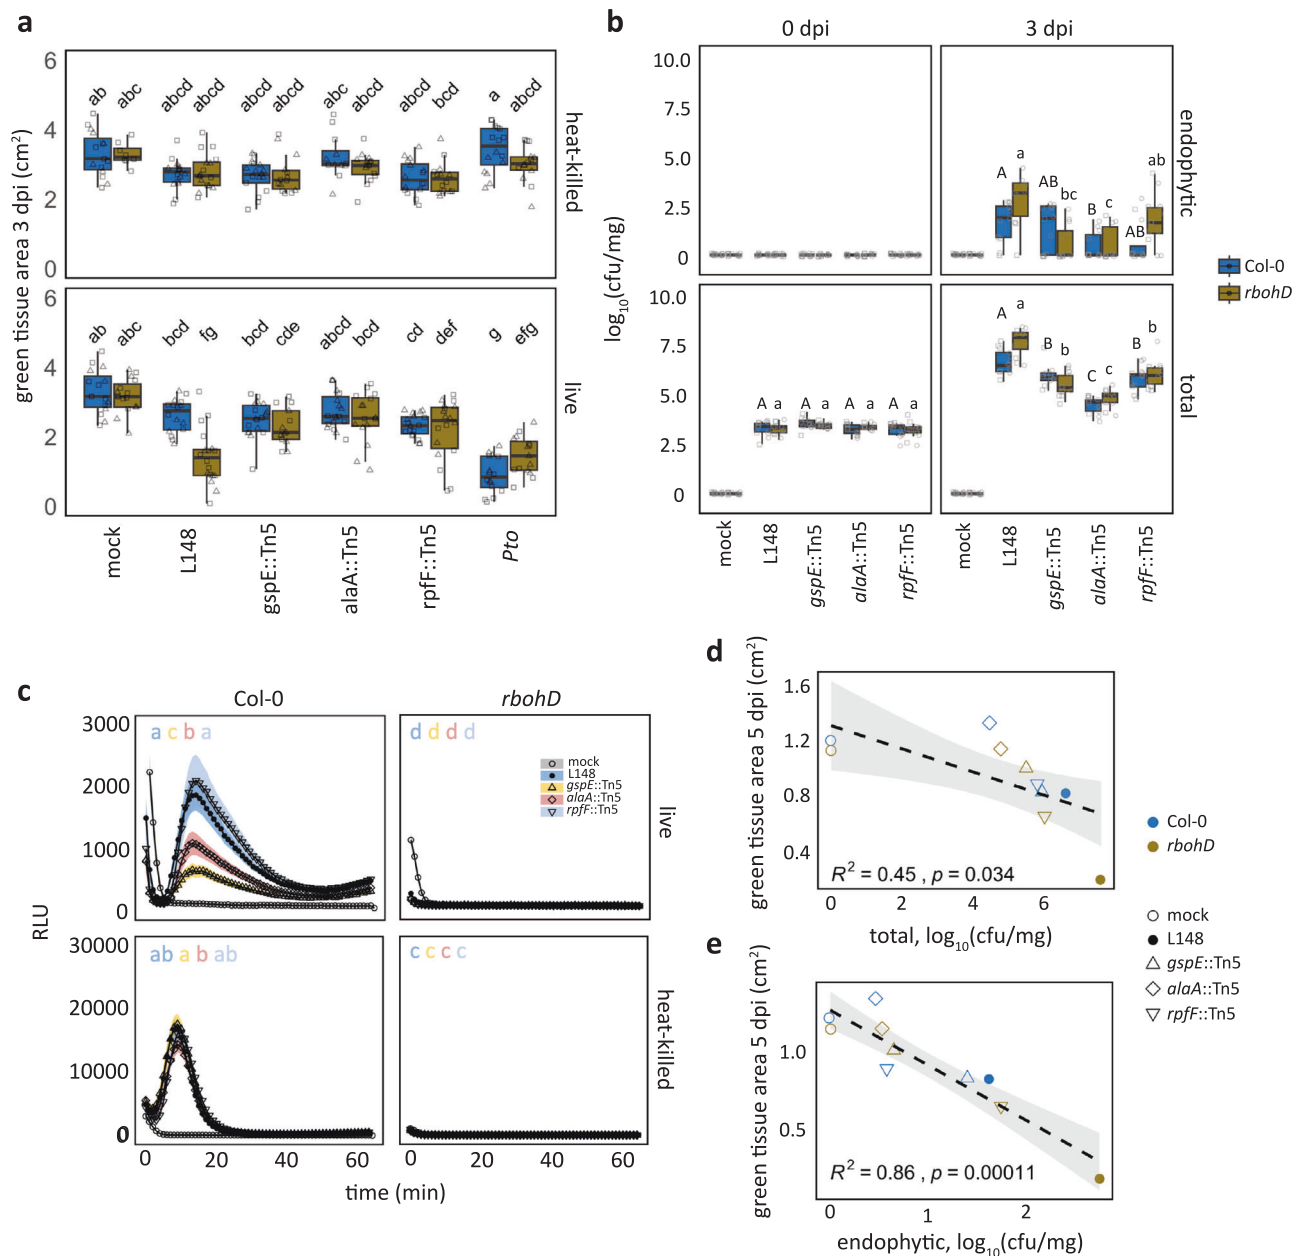 a
6
4
2
0
ab abc abcd abcd abcd abcd abc abcd abcd bcd a abcd
heat-killed
green tissue area 3 dpi (cm²)
6
4
2
0
ab abc bcd fg bcd cde abcd bcd cd def g efg
live
mock
L148
gspE::Tn5
alaA::Tn5
rpfF::Tn5
Pto
b
0 dpi
3 dpi
10.0
7.5
5.0
2.5
0
A a AB bc B c AB ab
endophytic
log₁₀(cfu/mg)
10.0
7.5
5.0
2.5
0
A a A a A a A a
A a B b C c B b
total
mock
L148
gspE::Tn5
alaA::Tn5
rpfF::Tn5
mock
L148
gspE::Tn5
alaA::Tn5
rpfF::Tn5
Col-0
rbohD
c
Col-0
rbohD
3000
2000
1000
0
a c b a
d d d d
mock
L148
gspE::Tn5
alaA::Tn5
rpfF::Tn5
live
RLU
30000
20000
10000
0
ab a b ab
c c c c
heat-killed
0 20 40 60
0 20 40 60
time (min)
d
green tissue area 5 dpi (cm²)
1.6
1.2
0.8
0.4
R² = 0.45 , p = 0.034
0 2 4 6
total, log₁₀(cfu/mg)
e
green tissue area 5 dpi (cm²)
1.0
0.5
R² = 0.86 , p = 0.00011
0 1 2
endophytic, log₁₀(cfu/mg)
Col-0
rbohD
mock
L148
gspE::Tn5
alaA::Tn5
rpfF::Tn5